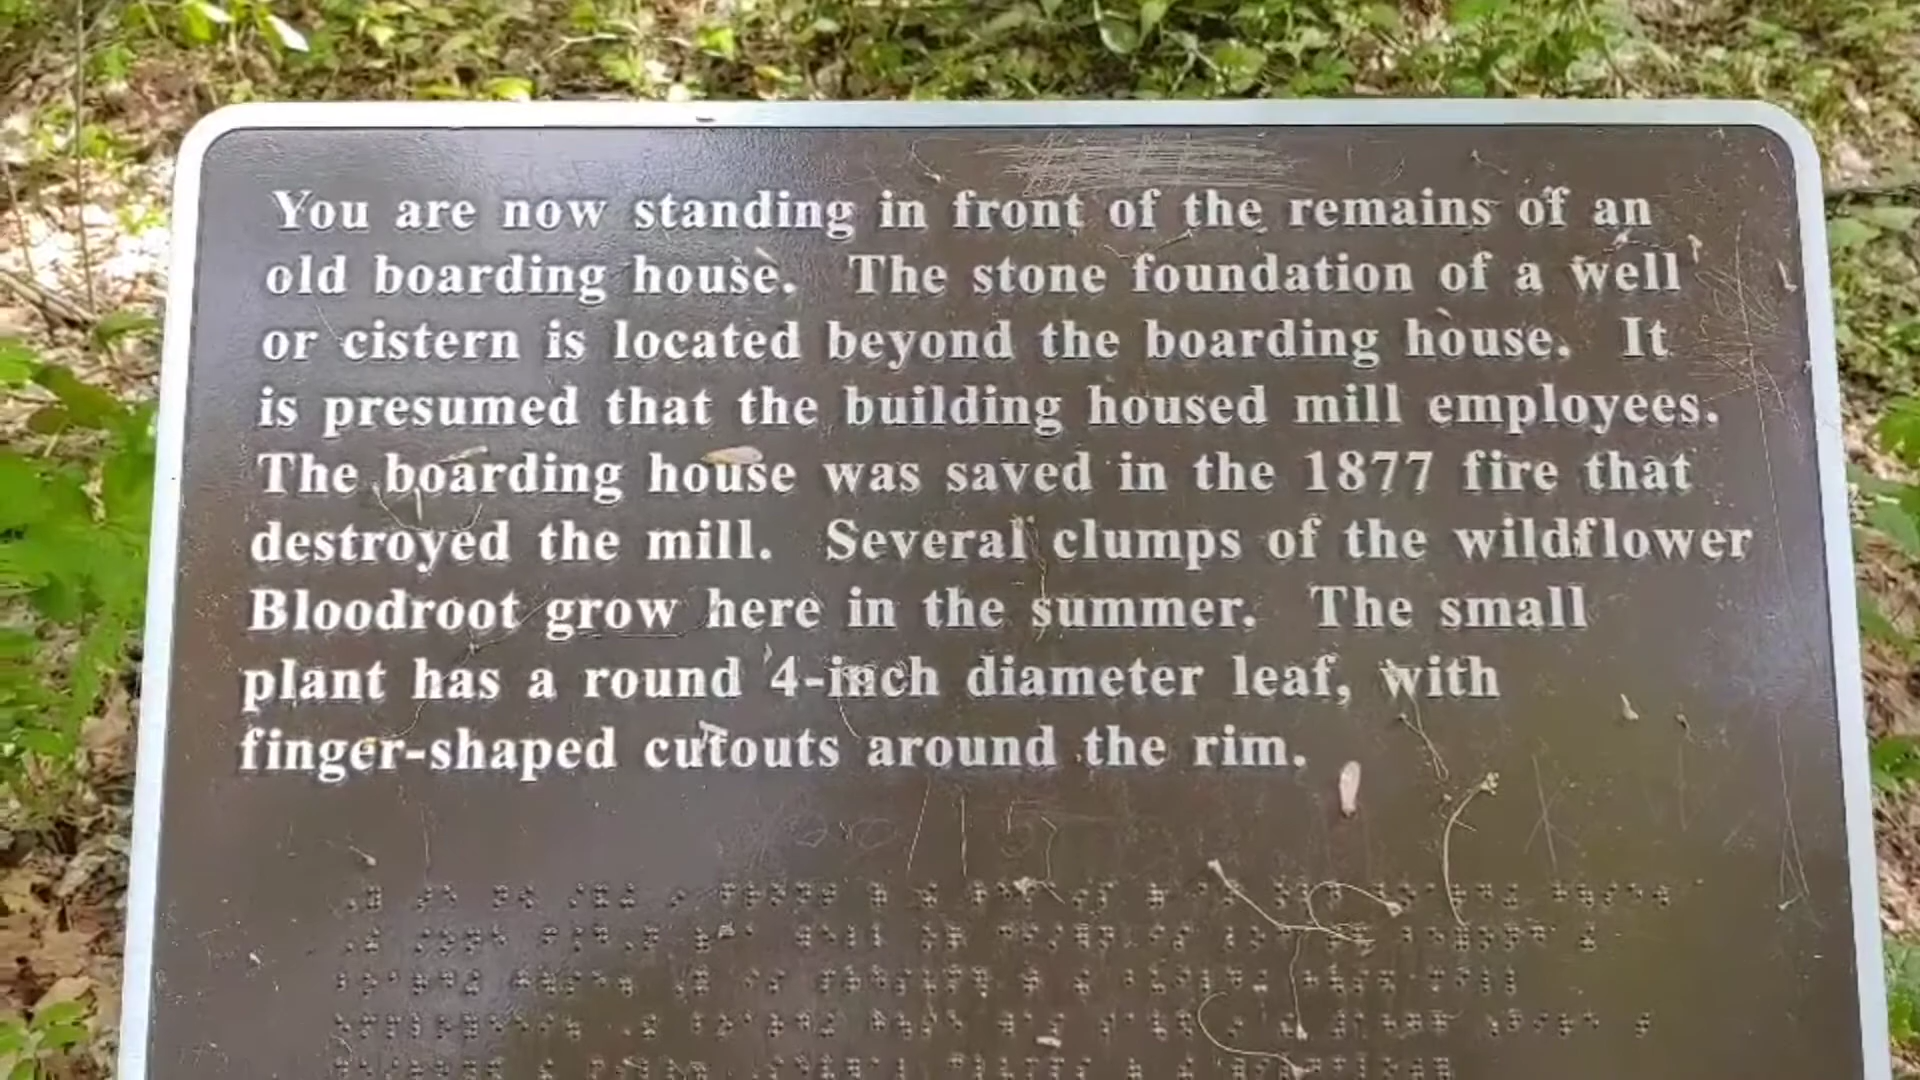 You are now standing in front of the remains of an
old boarding house. The stone foundation of a well
or cistern is located beyond the boarding house. It
is presumed that the building housed mill employees.
The boarding house was saved in the 1877 fire that
destroyed the mill. Several clumps of the wildflower
Bloodroot grow here in the summer. The small
plant has a round 4-inch diameter leaf, with
finger-shaped cutouts around the rim.